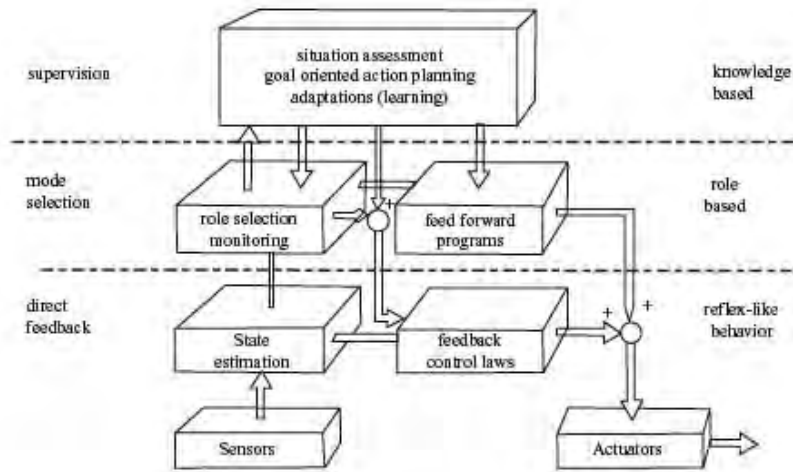 situation assessment
goal oriented action planning
adaptations (learning)
supervision
knowledge
based
mode
selection
role selection
monitoring
+
feed forward
programs
role
based
direct
feedback
State
estimation
feedback
control laws
+
+
reflex-like
behavior
Sensors
Actuators